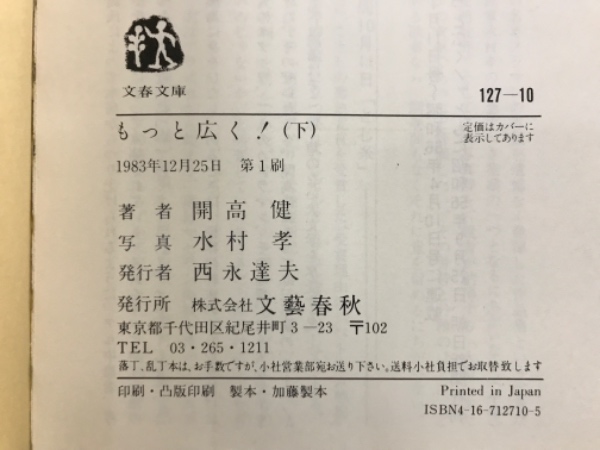 文春文庫
127—10
もっと広く!(下)
定価はカバーに
表示してあります
1983年12月25日 第1刷
著者 開高健
写真 水村孝
発行者 西永達夫
発行所 株式会社 文藝春秋
東京都千代田区紀尾井町3—23 〒102
TEL 03・265・1211
落丁、乱丁本は、お手数ですが、小社営業部宛お送り下さい。送料小社負担でお取替致します
印刷・凸版印刷 製本・加藤製本
Printed in Japan
ISBN4-16-712710-5